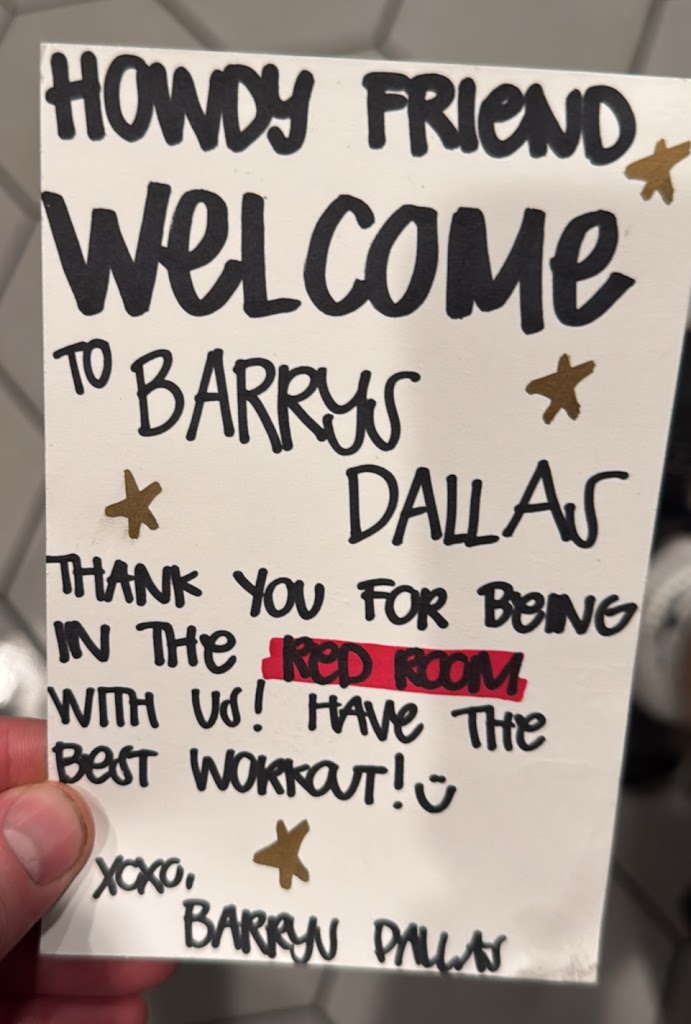 HOWDY FRIEND
WELCOME
TO BARRYS
DALLAS
THANK YOU FOR BEING
IN THE RED ROOM
WITH US! HAVE THE
BEST WORKOUT! :)
XOXO,
BARRYS DALLAS